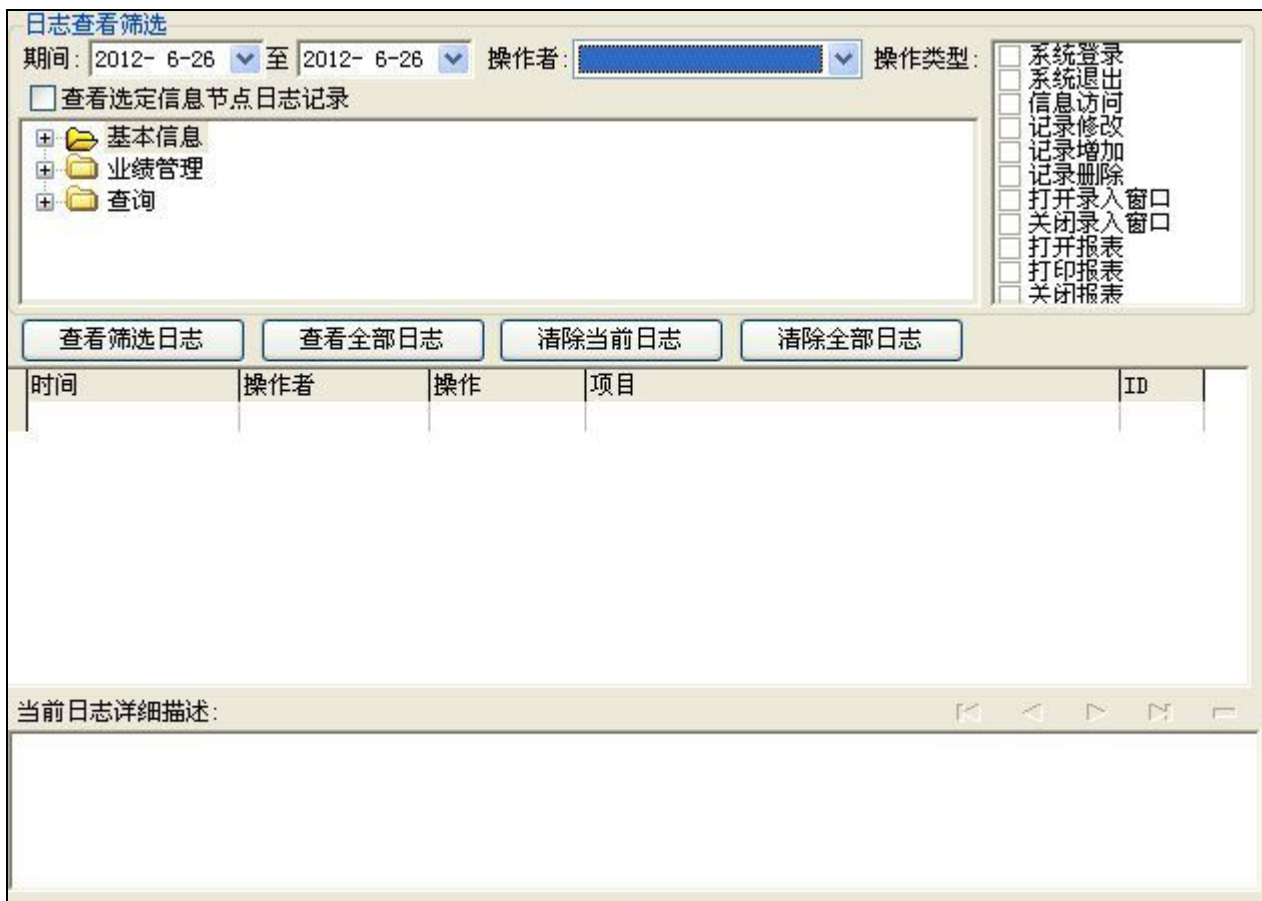 日志查看筛选
期间: 2012- 6-26 至 2012- 6-26 操作者: 操作类型:
系统登录
系统退出
信息访问
记录修改
记录增加
记录删除
打开录入窗口
关闭录入窗口
打开报表
打印报表
关闭报表
查看选定信息节点日志记录
基本信息
业绩管理
查询
查看筛选日志 查看全部日志 清除当前日志 清除全部日志
时间 操作者 操作 项目 ID
当前日志详细描述: